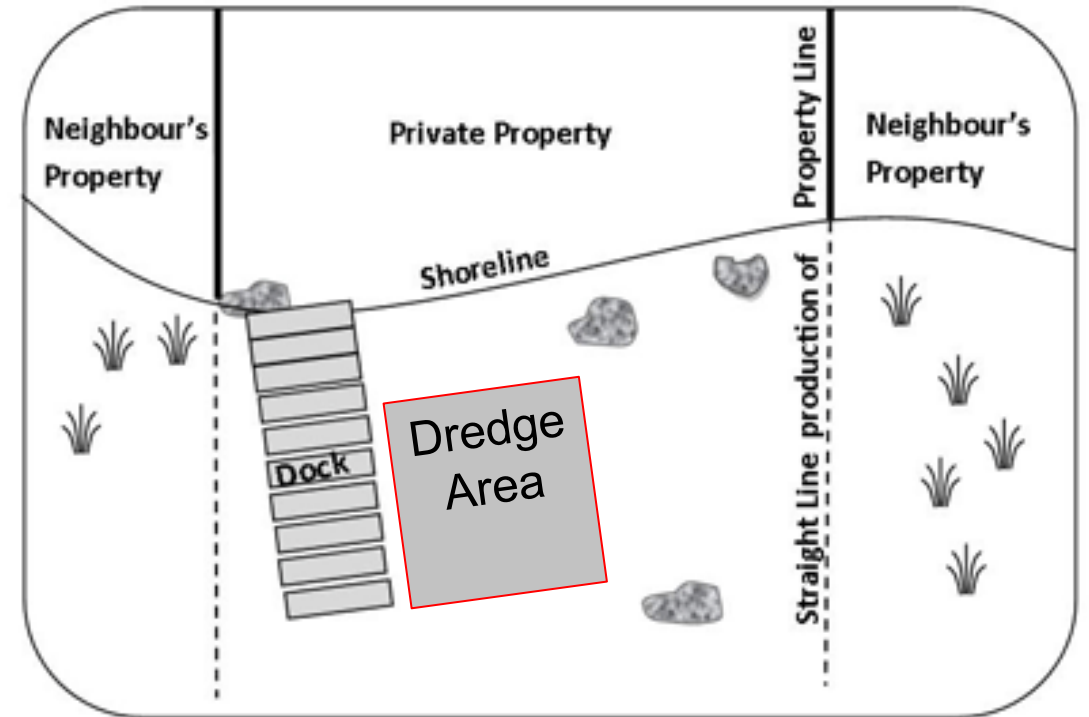 Neighbour's
Property
Private Property
Property Line
Neighbour's
Property
Shoreline
Straight Line production of
Dock
Dredge
Area